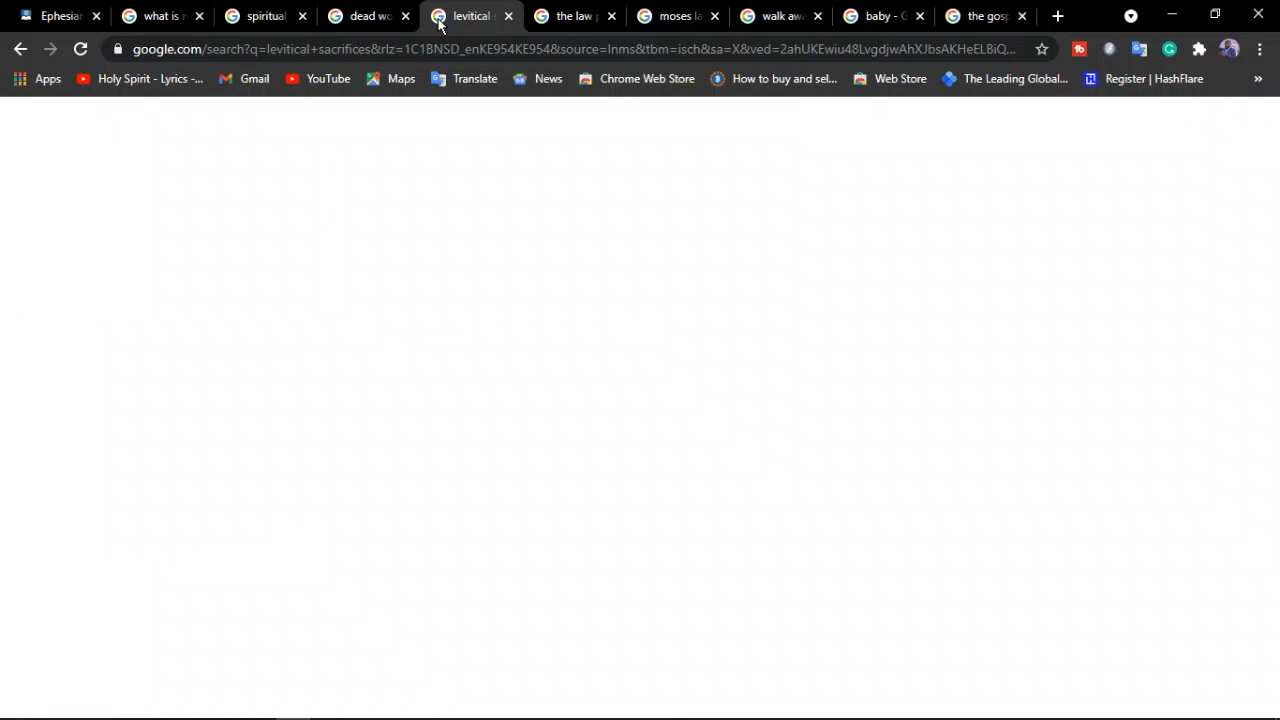 Ephesian what is r spiritual dead wo levitical the law p moses la walk aw baby - G the gosp
google.com/search?q=levitical+sacrifices&rlz=1C1BNSD_enKE954KE954&source=lnms&tbm=isch&sa=X&ved=2ahUKEwiu48LvgdjwAhXJbsAKHeELBiQ...
Apps Holy Spirit - Lyrics -... Gmail YouTube Maps Translate News Chrome Web Store How to buy and sel... Web Store The Leading Global... Register | HashFlare »